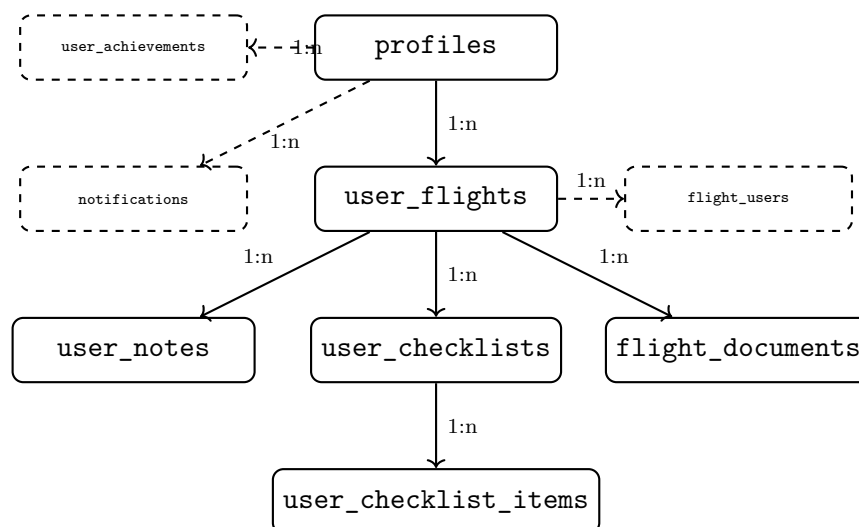 user_achievements
1:n
profiles
1:n
1:n
notifications
user_flights
1:n
flight_users
1:n
1:n
1:n
user_notes
user_checklists
flight_documents
1:n
user_checklist_items